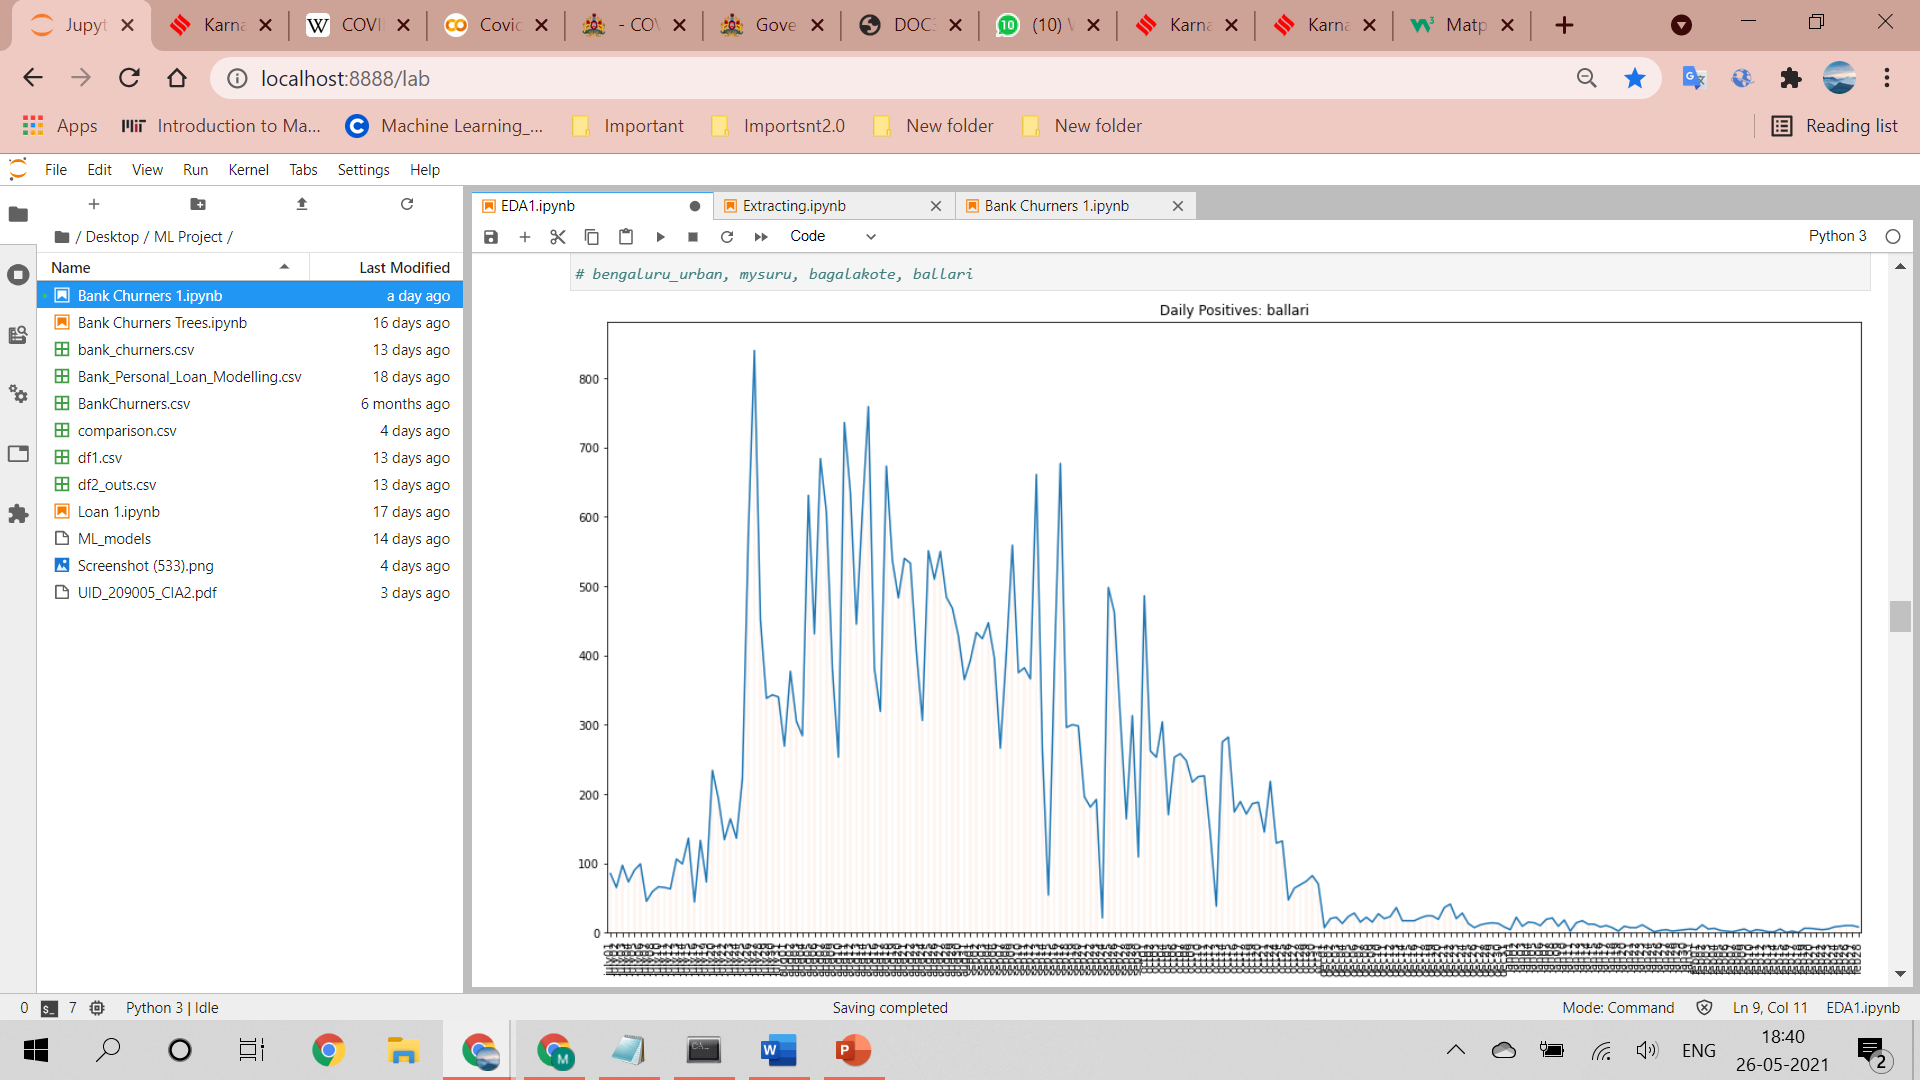 Jupyt
Karna
COVI
Covid
- COV
Gove
DOC
(10) W
Karna
Karna
Matp
localhost:8888/lab
Apps
Introduction to Ma...
Machine Learning_...
Important
Importsnt2.0
New folder
New folder
Reading list
File Edit View Run Kernel Tabs Settings Help
EDA1.ipynb
Extracting.ipynb
Bank Churners 1.ipynb
/ Desktop / ML Project /
Code
Python 3
Name Last Modified
Bank Churners 1.ipynb a day ago
Bank Churners Trees.ipynb 16 days ago
bank_churners.csv 13 days ago
Bank_Personal_Loan_Modelling.csv 18 days ago
BankChurners.csv 6 months ago
comparison.csv 4 days ago
df1.csv 13 days ago
df2_outs.csv 13 days ago
Loan 1.ipynb 17 days ago
ML_models 14 days ago
Screenshot (533).png 4 days ago
UID_209005_CIA2.pdf 3 days ago
# bengaluru_urban, mysuru, bagalakote, ballari
Daily Positives: ballari
800
700
600
500
400
300
200
100
0
0 7 Python 3 | Idle
Saving completed
Mode: Command
Ln 9, Col 11
EDA1.ipynb
ENG
18:40
26-05-2021
2